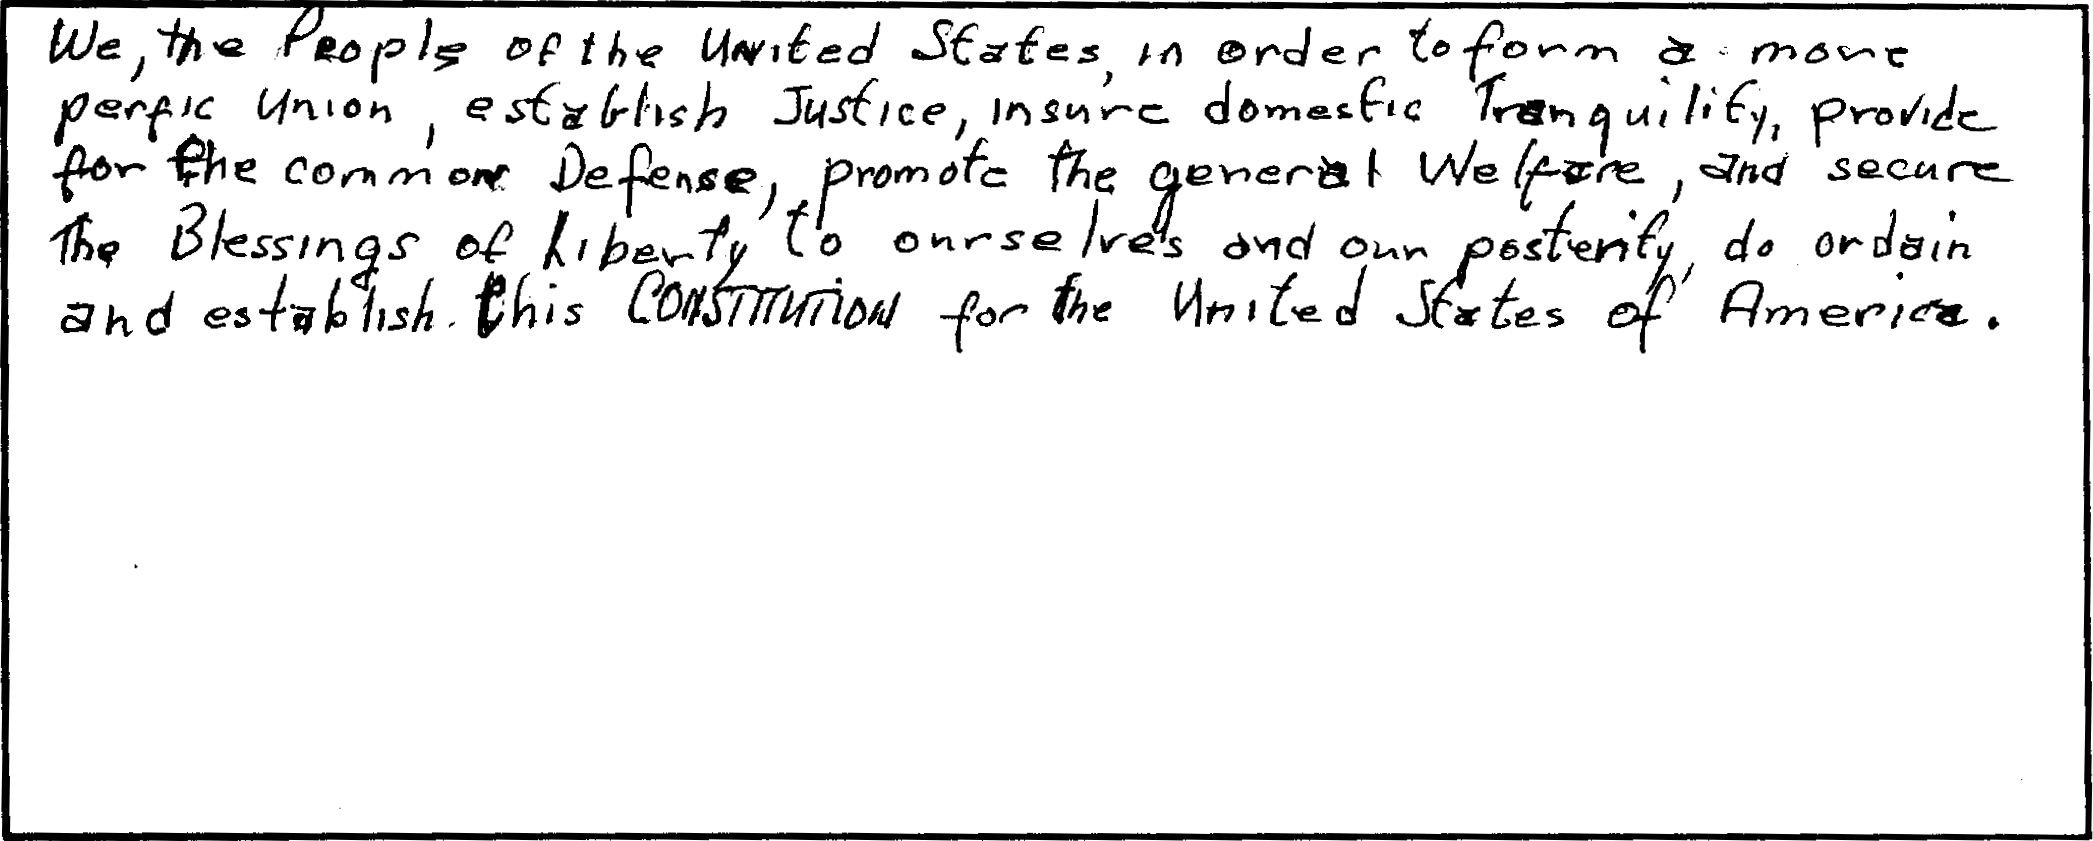 We, the People of the United States, in order to form a more
perfic Union, establish Justice, insure domestic Tranquility, provide
for the common Defense, promote the general Welfare, and secure
the Blessings of Liberty to ourselves and our posterity, do ordain
and establish this CONSTITUTION for the United States of America.